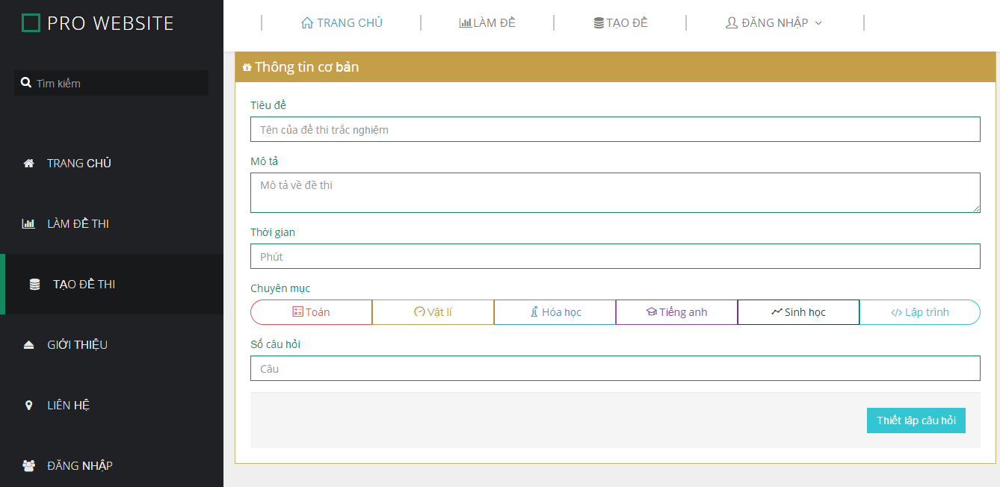 PRO WEBSITE
Tìm kiếm
TRANG CHỦ
LÀM ĐỀ THI
TẠO ĐỀ THI
GIỚI THIỆU
LIÊN HỆ
ĐĂNG NHẬP
TRANG CHỦ
LÀM ĐỀ
TẠO ĐỀ
ĐĂNG NHẬP
Thông tin cơ bản
Tiêu đề
Tên của đề thi trắc nghiệm
Mô tả
Mô tả về đề thi
Thời gian
Phút
Chuyên mục
Toán
Vật lí
Hóa học
Tiếng anh
Sinh học
Lập trình
Số câu hỏi
Câu
Thiết lập câu hỏi